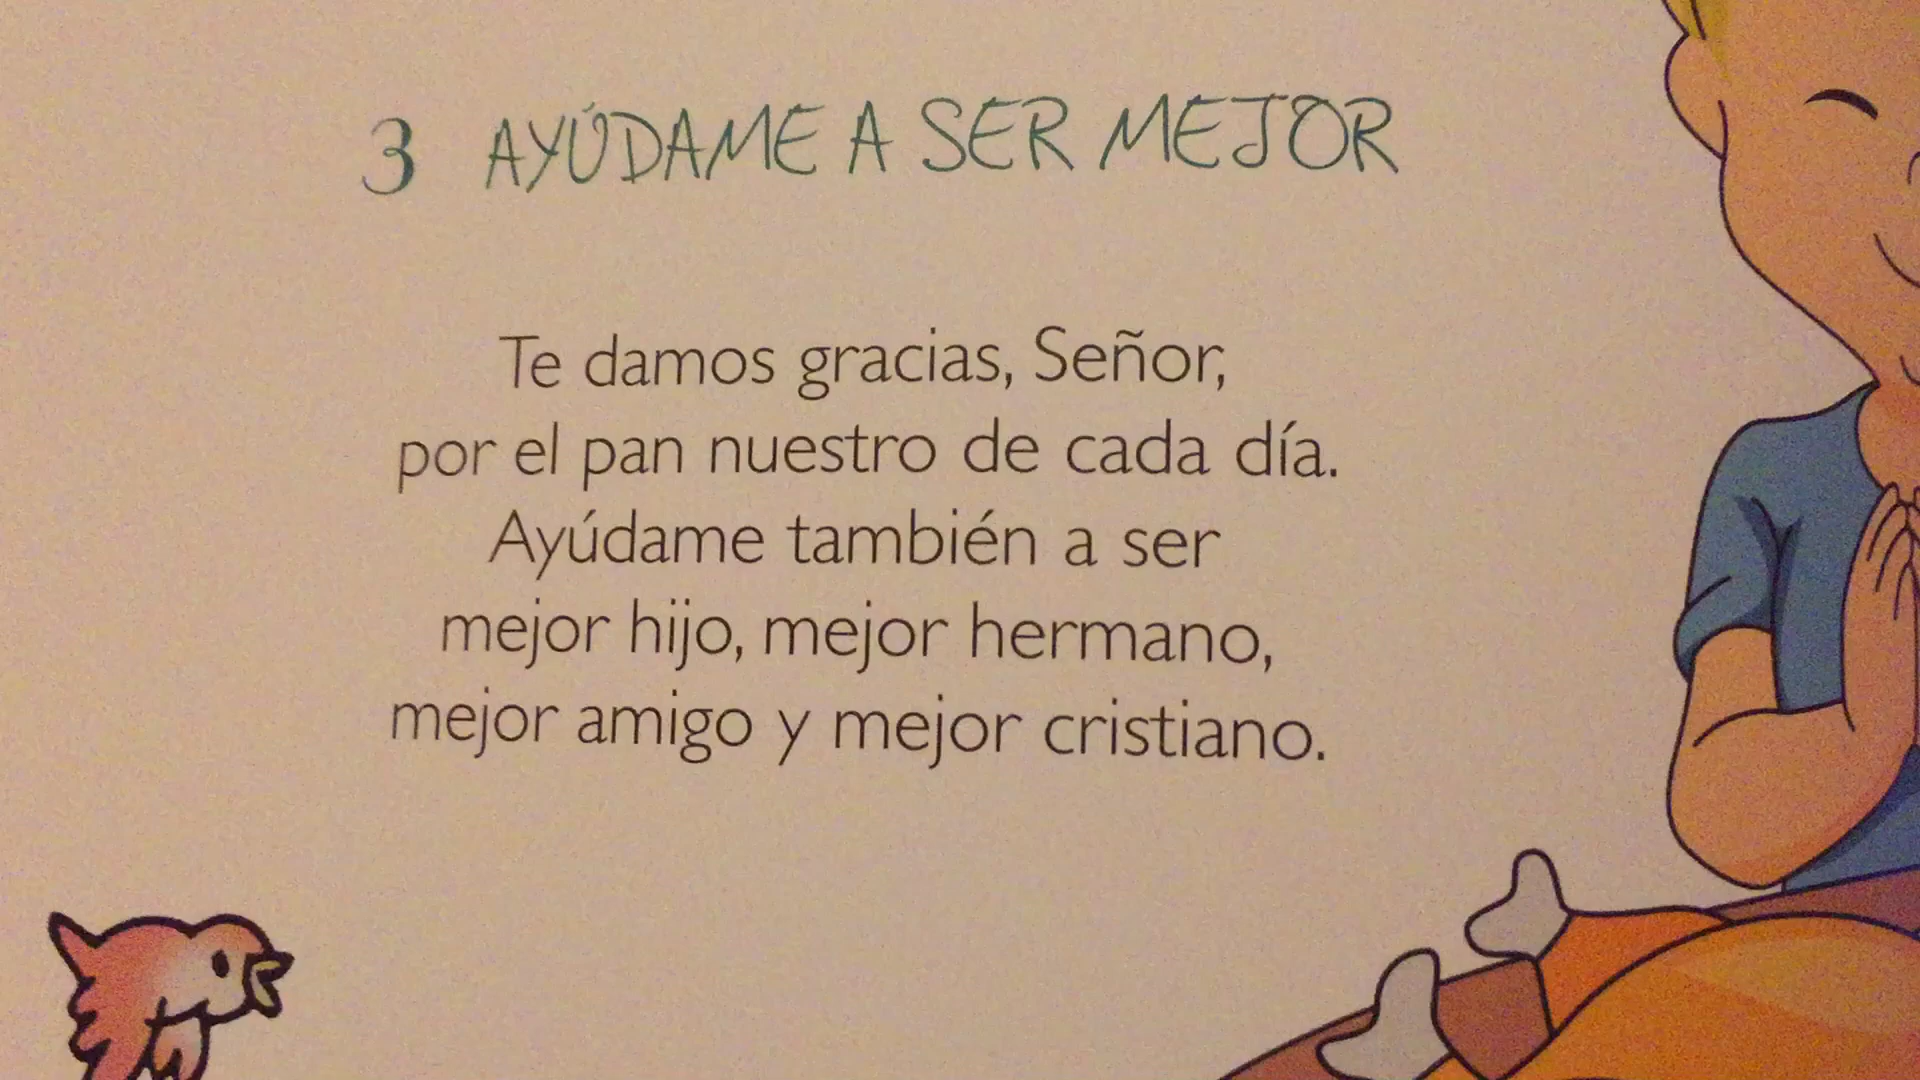 3 AYÚDAME A SER MEJOR
Te damos gracias, Señor,
por el pan nuestro de cada día.
Ayúdame también a ser
mejor hijo, mejor hermano,
mejor amigo y mejor cristiano.